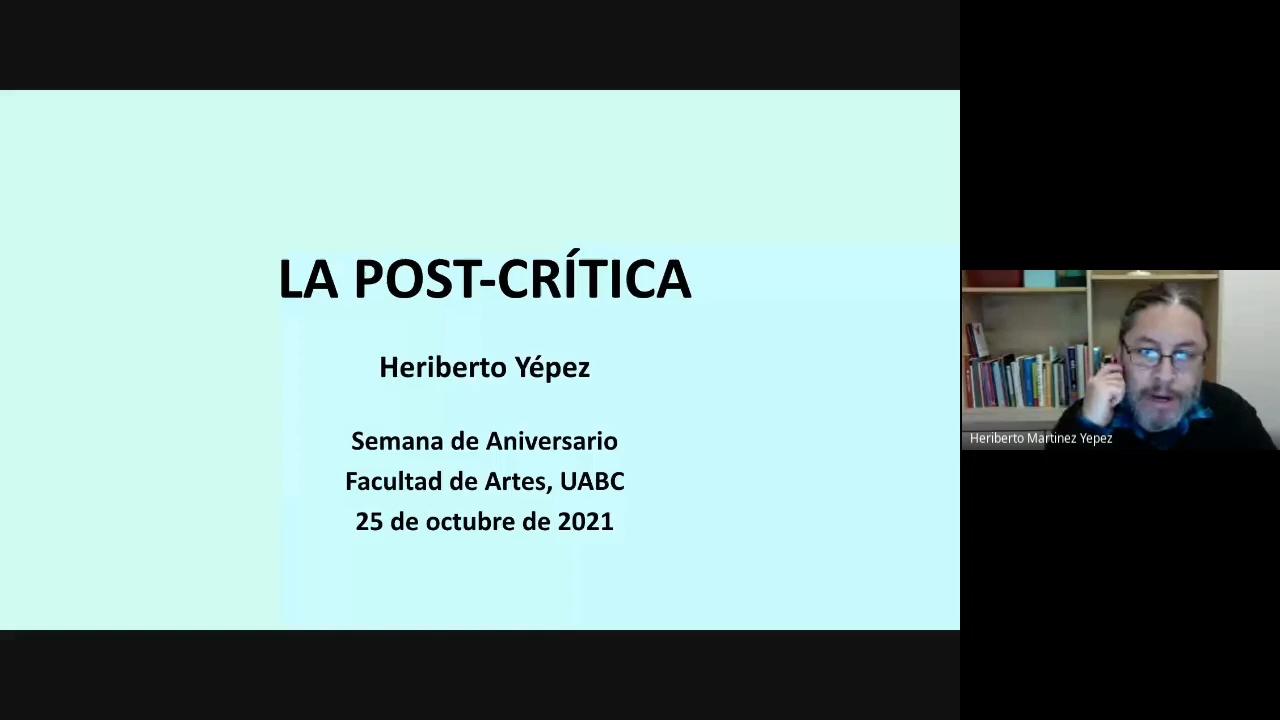 LA POST-CRÍTICA
Heriberto Yépez
Semana de Aniversario
Facultad de Artes, UABC
25 de octubre de 2021
Heriberto Martinez Yepez